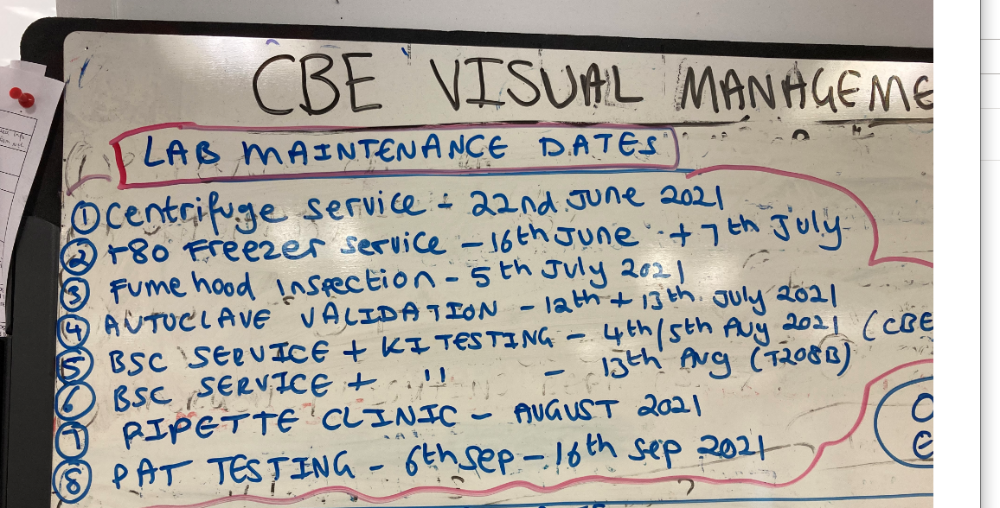 CBE VISUAL MANAGEME
LAB MAINTENANCE DATES
① Centrifuge service - 22nd June 2021
② -80 Freezer service - 16th June + 7th July
③ Fumehood inspection - 5th July 2021
④ AUTOCLAVE VALIDATION - 12th + 13th July 2021
⑤ BSC SERVICE + KI TESTING - 4th/5th Aug 2021 (CBE
⑥ BSC SERVICE + " - 13th Aug (T208B)
⑦ PIPETTE CLINIC - AUGUST 2021
⑧ PAT TESTING - 6th Sep - 16th Sep 2021